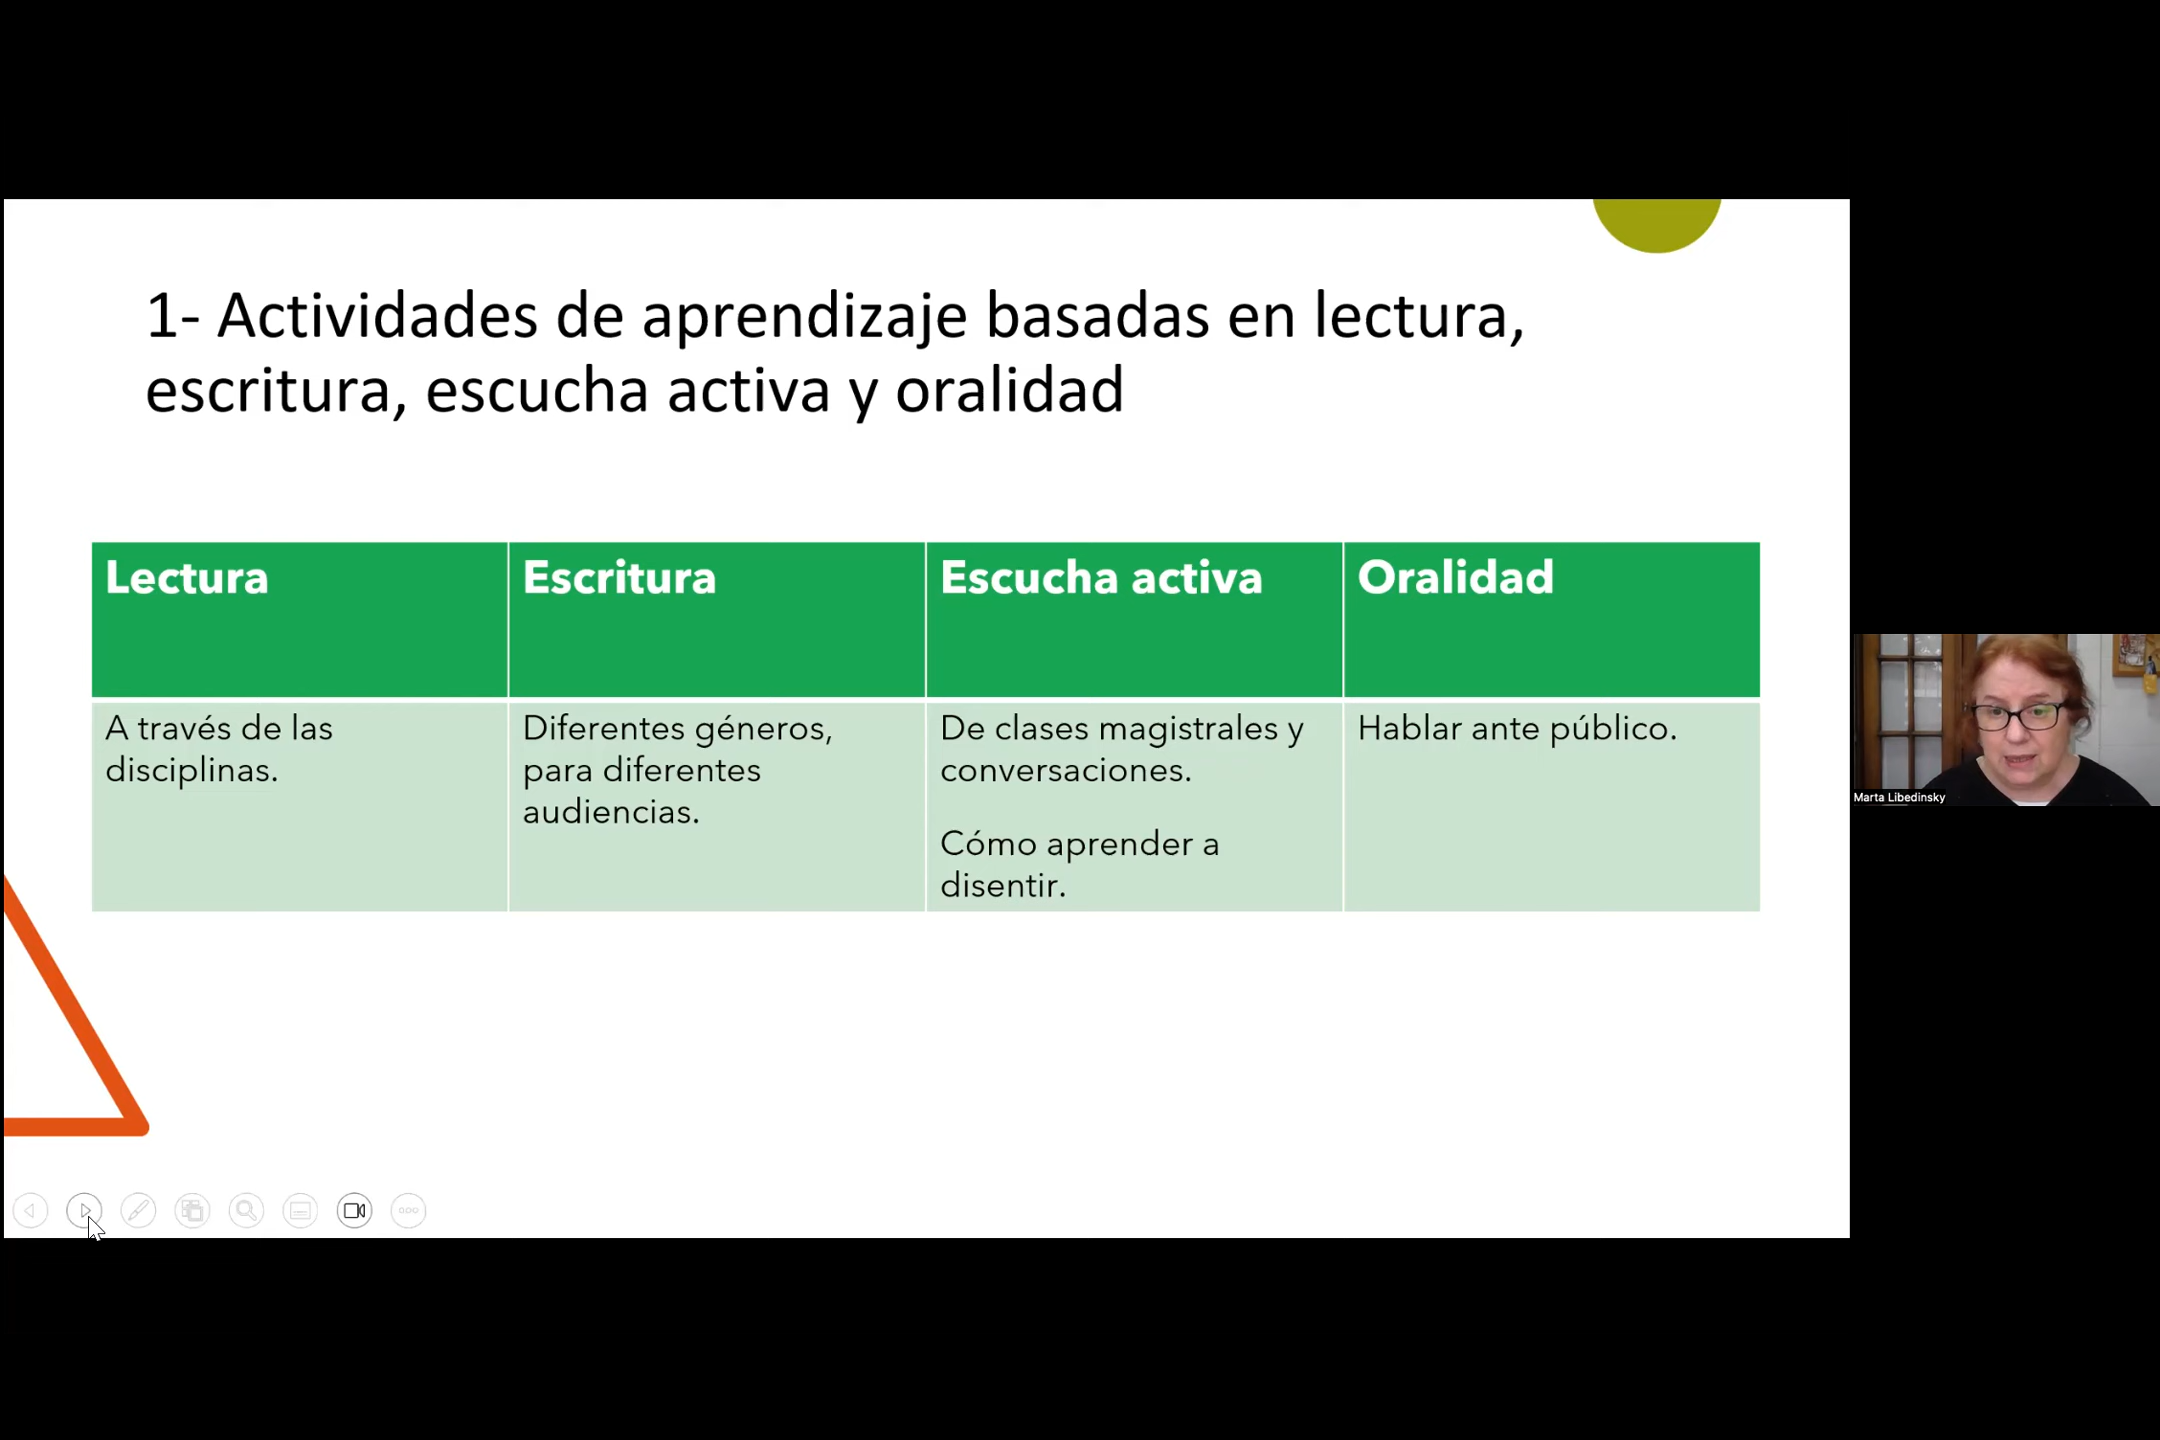 1- Actividades de aprendizaje basadas en lectura,
escritura, escucha activa y oralidad
Lectura
Escritura
Escucha activa
Oralidad
A través de las
disciplinas.
Diferentes géneros,
para diferentes
audiencias.
De clases magistrales y
conversaciones.
Cómo aprender a
disentir.
Hablar ante público.
Marta Libedinsky